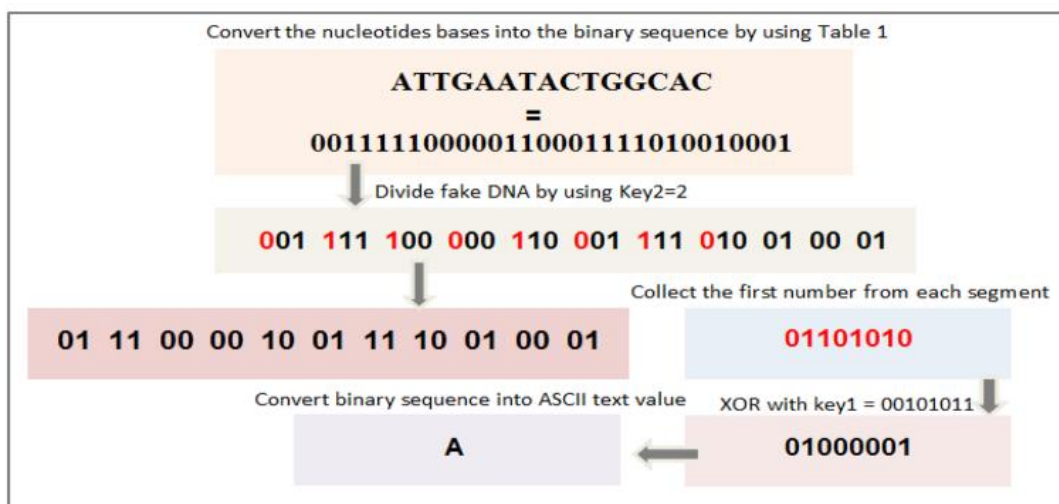 Convert the nucleotides bases into the binary sequence by using Table 1
ATTGAATACTGGCAC
=
001111100000110001111010010001
Divide fake DNA by using Key2=2
001 111 100 000 110 001 111 010 01 00 01
Collect the first number from each segment
01 11 00 00 10 01 11 10 01 00 01
01101010
Convert binary sequence into ASCII text value
XOR with key1 = 00101011
A
01000001